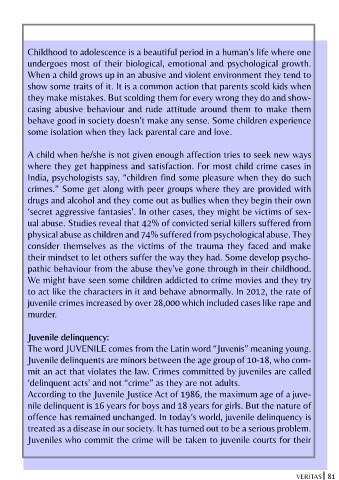 Childhood to adolescence is a beautiful period in a human's life where one
undergoes most of their biological, emotional and psychological growth.
When a child grows up in an abusive and violent environment they tend to
show some traits of it. It is a common action that parents scold kids when
they make mistakes. But scolding them for every wrong they do and show-
casing abusive behaviour and rude attitude around them to make them
behave good in society doesn't make any sense. Some children experience
some isolation when they lack parental care and love.

A child when he/she is not given enough affection tries to seek new ways
where they get happiness and satisfaction. For most child crime cases in
India, psychologists say, "children find some pleasure when they do such
crimes." Some get along with peer groups where they are provided with
drugs and alcohol and they come out as bullies when they begin their own
'secret aggressive fantasies'. In other cases, they might be victims of sex-
ual abuse. Studies reveal that 42% of convicted serial killers suffered from
physical abuse as children and 74% suffered from psychological abuse. They
consider themselves as the victims of the trauma they faced and make
their mindset to let others suffer the way they had. Some develop psycho-
pathic behaviour from the abuse they've gone through in their childhood.
We might have seen some children addicted to crime movies and they try
to act like the characters in it and behave abnormally. In 2012, the rate of
juvenile crimes increased by over 28,000 which included cases like rape and
murder.

Juvenile delinquency:
The word JUVENILE comes from the Latin word "Juvenis" meaning young.
Juvenile delinquents are minors between the age group of 10-18, who com-
mit an act that violates the law. Crimes committed by juveniles are called
'delinquent acts' and not "crime" as they are not adults.
According to the Juvenile Justice Act of 1986, the maximum age of a juve-
nile delinquent is 16 years for boys and 18 years for girls. But the nature of
offence has remained unchanged. In today's world, juvenile delinquency is
treated as a disease in our society. It has turned out to be a serious problem.
Juveniles who commit the crime will be taken to juvenile courts for their

VERITAS | 81